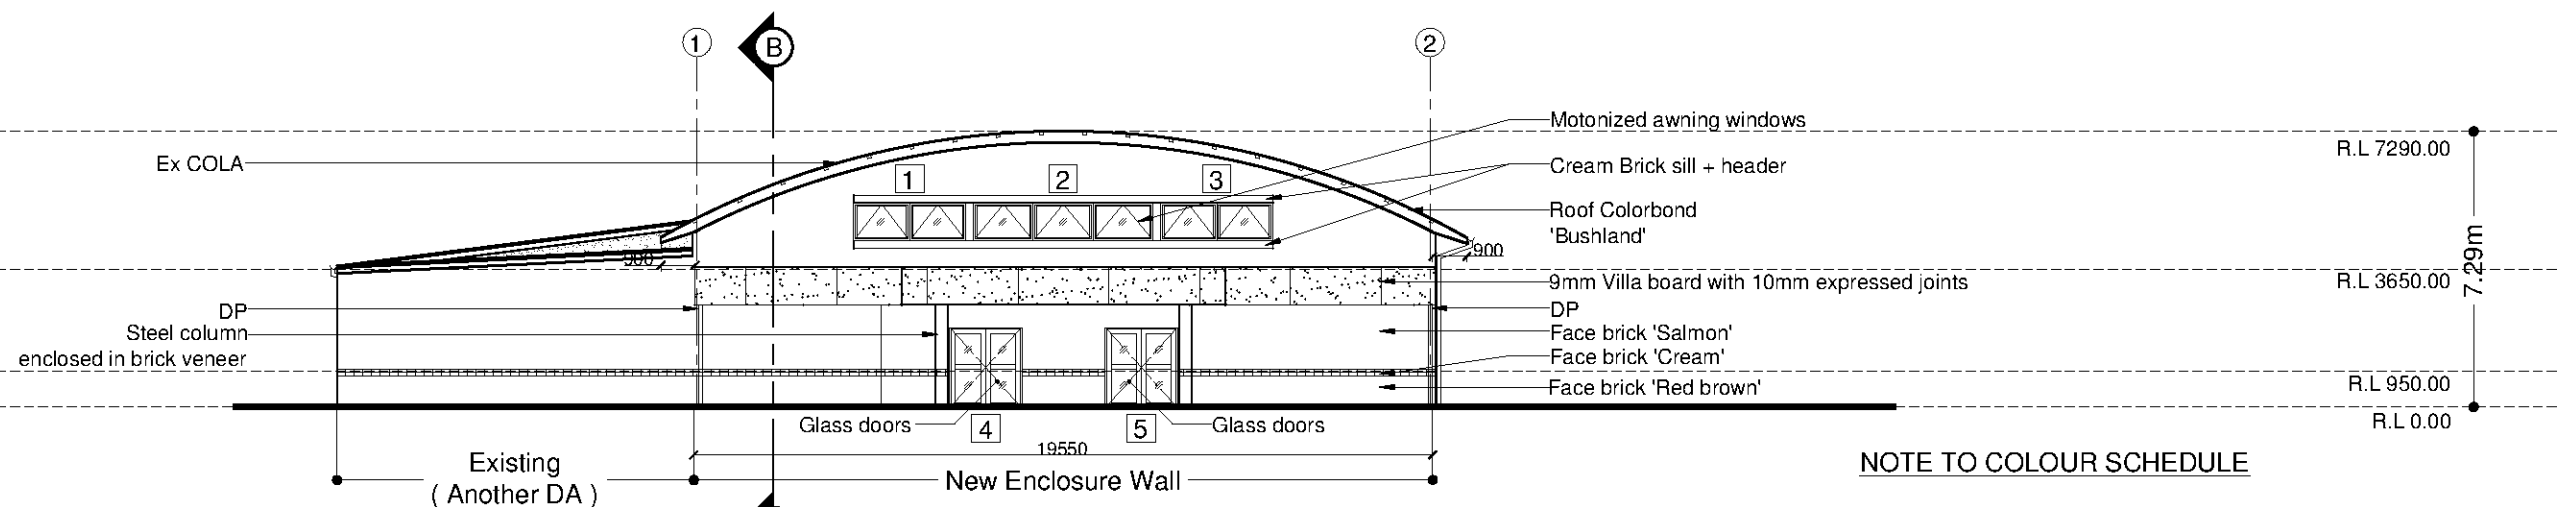 1
B
2
Motonized awning windows
Ex COLA
R.L 7290.00
Cream Brick sill + header
1
2
3
Roof Colorbond
'Bushland'
900
900
7.29m
9mm Villa board with 10mm expressed joints
R.L 3650.00
DP
DP
Steel column
enclosed in brick veneer
Face brick 'Salmon'
Face brick 'Cream'
Face brick 'Red brown'
R.L 950.00
R.L 0.00
Glass doors
4
5
Glass doors
19550
Existing
( Another DA )
New Enclosure Wall
NOTE TO COLOUR SCHEDULE